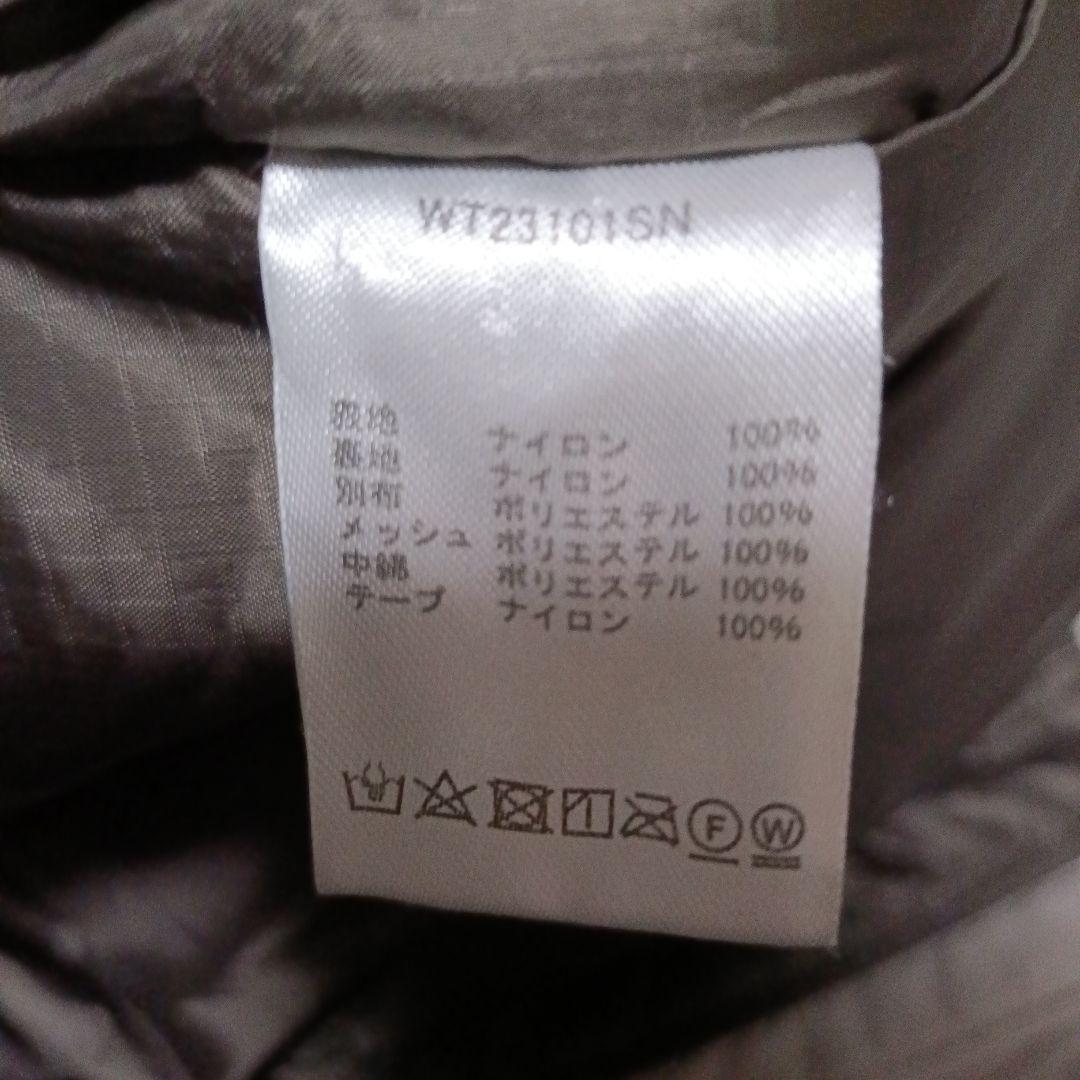 WT23101SN
表地 ナイロン 100%
裏地 ナイロン 100%
別布 ポリエステル 100%
メッシュ ポリエステル 100%
中綿 ポリエステル 100%
テープ ナイロン 100%
F W